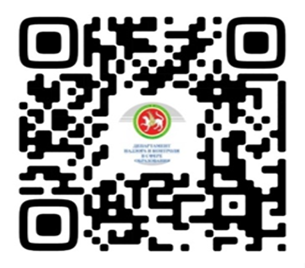 ДЕПАРТАМЕНТ
НАДЗОРА И КОНТРОЛЯ
В СФЕРЕ
ОБРАЗОВАНИЯ